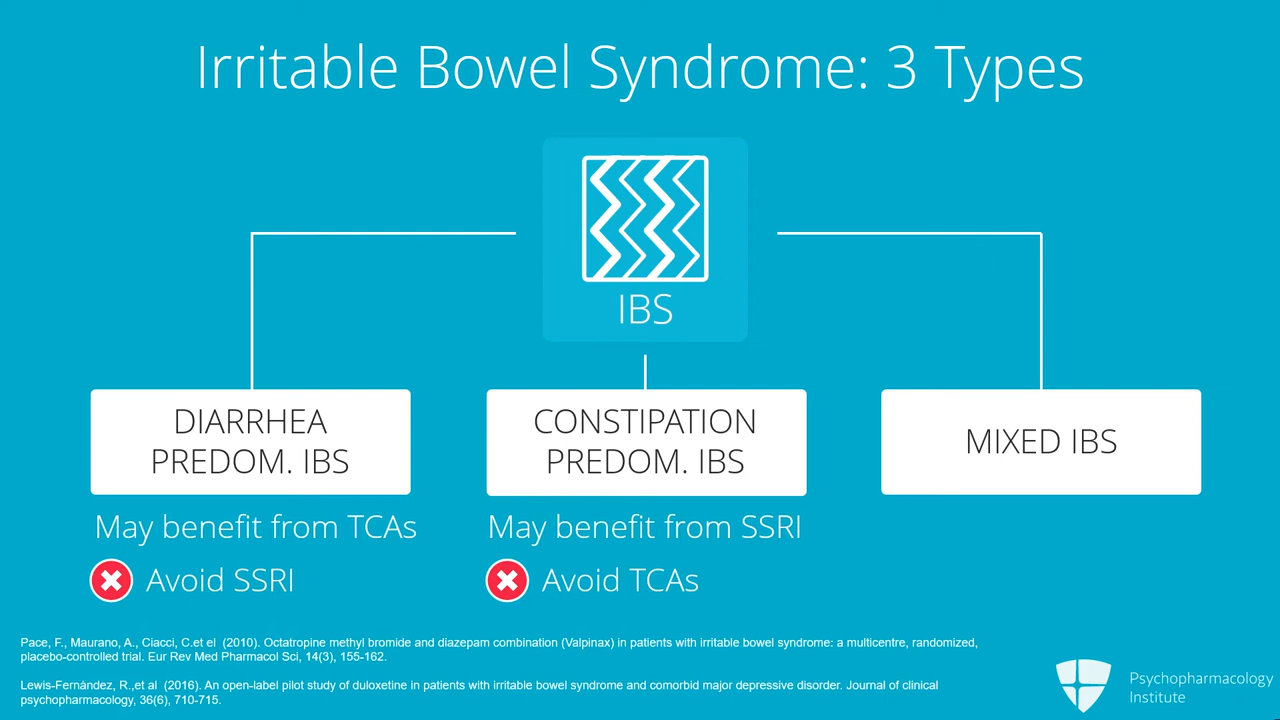 Irritable Bowel Syndrome: 3 Types
IBS
DIARRHEA
PREDOM. IBS
CONSTIPATION
PREDOM. IBS
MIXED IBS
May benefit from TCAs
Avoid SSRI
May benefit from SSRI
Avoid TCAs
Pace, F., Maurano, A., Ciacci, C.et el (2010). Octatropine methyl bromide and diazepam combination (Valpinax) in patients with irritable bowel syndrome: a multicentre, randomized,
placebo-controlled trial. Eur Rev Med Pharmacol Sci, 14(3), 155-162.
Lewis-Fernández, R.,et al (2016). An open-label pilot study of duloxetine in patients with irritable bowel syndrome and comorbid major depressive disorder. Journal of clinical
psychopharmacology, 36(6), 710-715.
Psychopharmacology
Institute